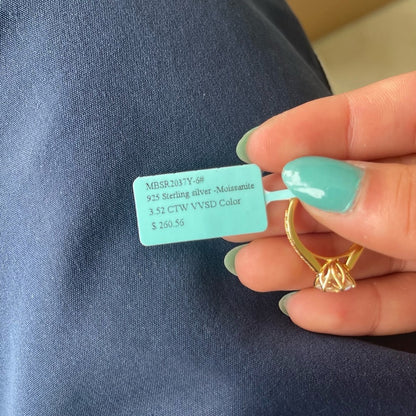 MBSR2037Y-6#
925 Sterling silver -Moissanite
3.52 CTW VVSD Color
$ 260.56